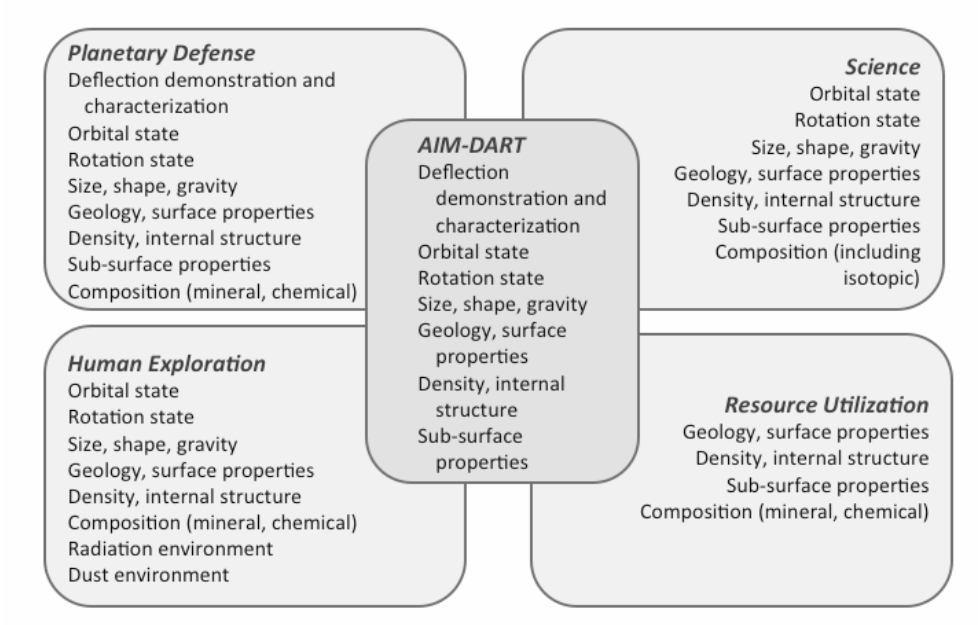 Planetary Defense
Deflection demonstration and
characterization
Orbital state
Rotation state
Size, shape, gravity
Geology, surface properties
Density, internal structure
Sub-surface properties
Composition (mineral, chemical)
Science
Orbital state
Rotation state
Size, shape, gravity
Geology, surface properties
Density, internal structure
Sub-surface properties
Composition (including
isotopic)
AIM-DART
Deflection
demonstration and
characterization
Orbital state
Rotation state
Size, shape, gravity
Geology, surface
properties
Density, internal
structure
Sub-surface
properties
Human Exploration
Orbital state
Rotation state
Size, shape, gravity
Geology, surface properties
Density, internal structure
Composition (mineral, chemical)
Radiation environment
Dust environment
Resource Utilization
Geology, surface properties
Density, internal structure
Sub-surface properties
Composition (mineral, chemical)